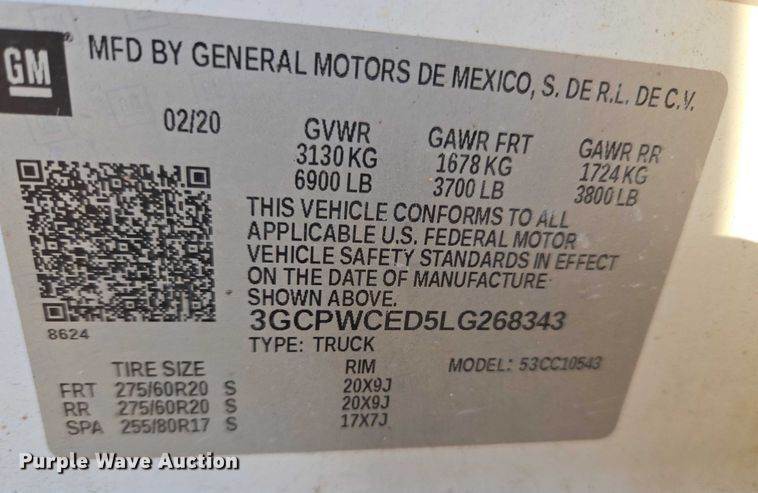 GM
MFD BY GENERAL MOTORS DE MEXICO, S. DE R.L. DE C.V.
02/20
GVWR GAWR FRT GAWR RR
3130 KG 1678 KG 1724 KG
6900 LB 3700 LB 3800 LB
THIS VEHICLE CONFORMS TO ALL
APPLICABLE U.S. FEDERAL MOTOR
VEHICLE SAFETY STANDARDS IN EFFECT
ON THE DATE OF MANUFACTURE
SHOWN ABOVE.
8624
3GCPWCED5LG268343
TYPE: TRUCK MODEL: 53CC10543
TIRE SIZE RIM
FRT 275/60R20 S 20X9J
RR 275/60R20 S 20X9J
SPA 255/80R17 S 17X7J
Purple Wave Auction